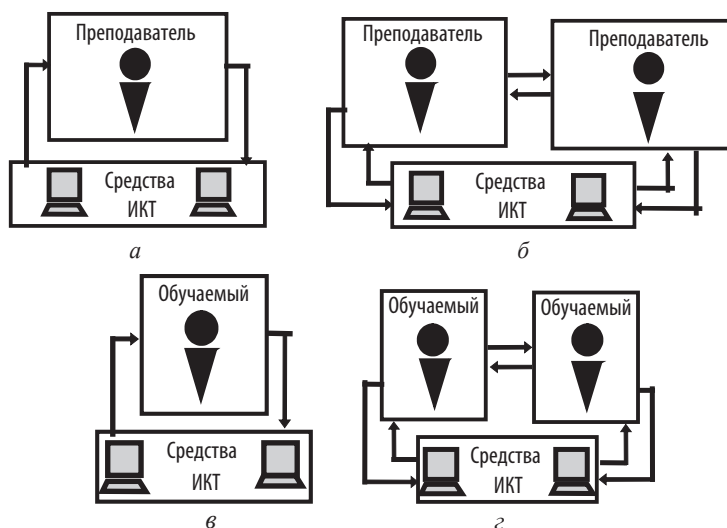 Преподаватель
Средства
ИКТ
а
Преподаватель
Преподаватель
Средства
ИКТ
б
Обучаемый
Средства
ИКТ
в
Обучаемый
Обучаемый
Средства
ИКТ
г